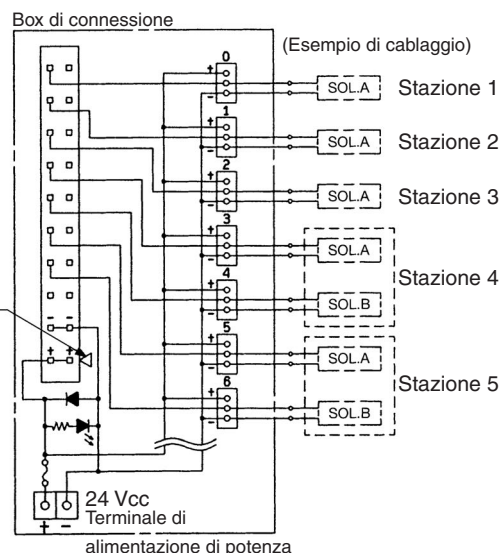 Box di connessione
(Esempio di cablaggio)
0
+
-
SOL.A
Stazione 1
1
+
-
SOL.A
Stazione 2
2
+
-
SOL.A
Stazione 3
3
+
-
SOL.A
4
+
-
SOL.B
Stazione 4
5
+
-
SOL.A
6
+
-
SOL.B
Stazione 5
- -
+ +
24 Vcc
Terminale di
alimentazione di potenza
+ -